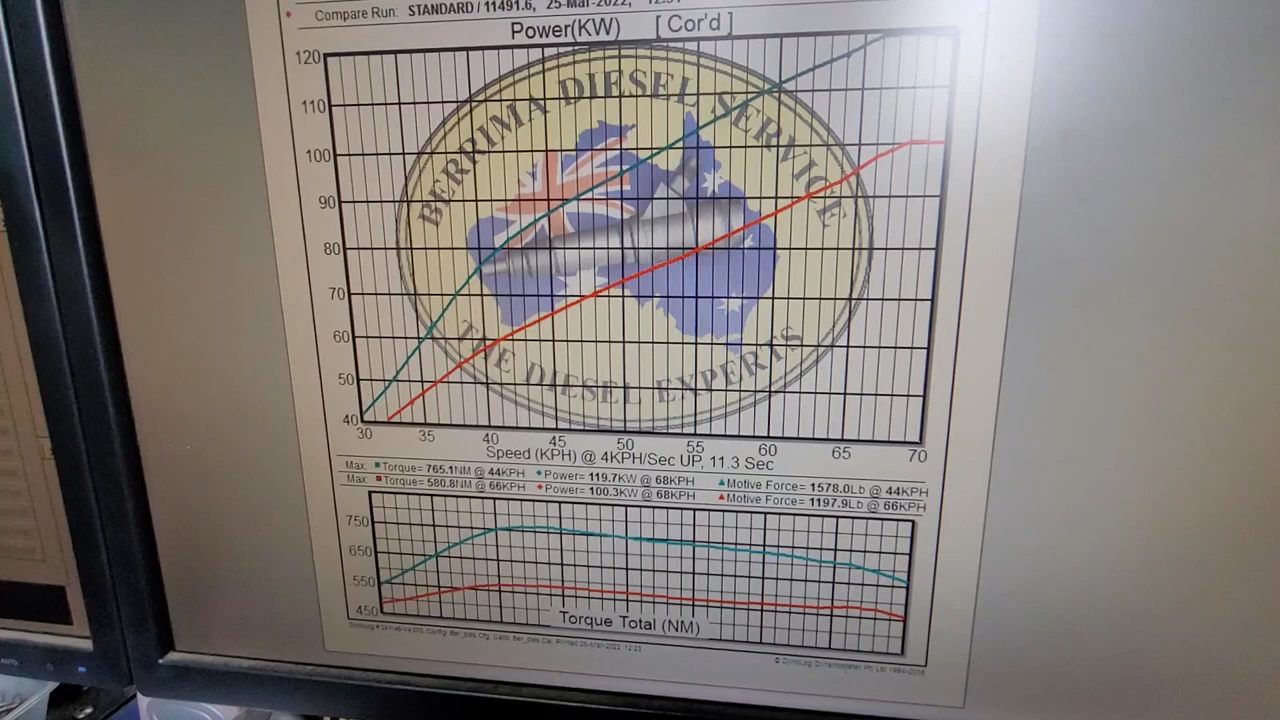 Compare Run: STANDARD / 11491.6, 25-Mar-2022,
Power(KW) [ Cor'd ]
120
110
100
90
80
70
60
50
40
BERRIMA DIESEL SERVICE
THE DIESEL EXPERTS
30 35 40 45 50 55 60 65 70
Speed (KPH) @ 4KPH/Sec UP, 11.3 Sec
Max: Torque= 765.1NM @ 44KPH Power= 119.7KW @ 68KPH Motive Force= 1578.0Lb @ 44KPH
Max: Torque= 580.8NM @ 66KPH Power= 100.3KW @ 68KPH Motive Force= 1197.9Lb @ 66KPH
750
650
550
450
Torque Total (NM)
AUTO